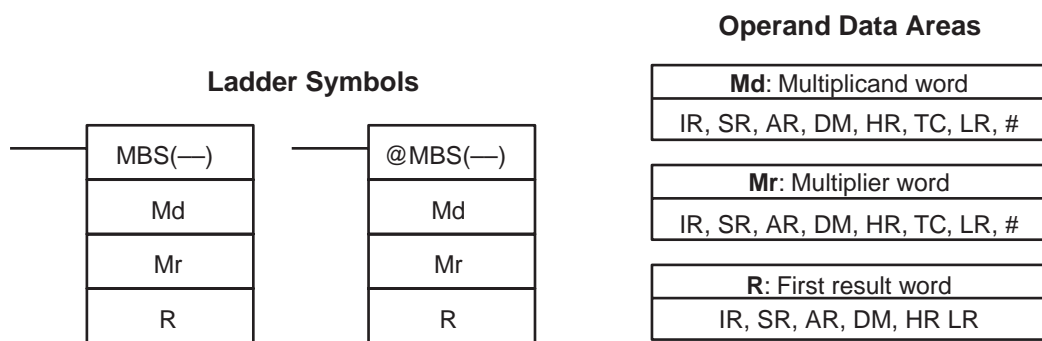 Ladder Symbols
MBS(––)
Md
Mr
R
@MBS(––)
Md
Mr
R
Operand Data Areas
Md: Multiplicand word
IR, SR, AR, DM, HR, TC, LR, #
Mr: Multiplier word
IR, SR, AR, DM, HR, TC, LR, #
R: First result word
IR, SR, AR, DM, HR LR